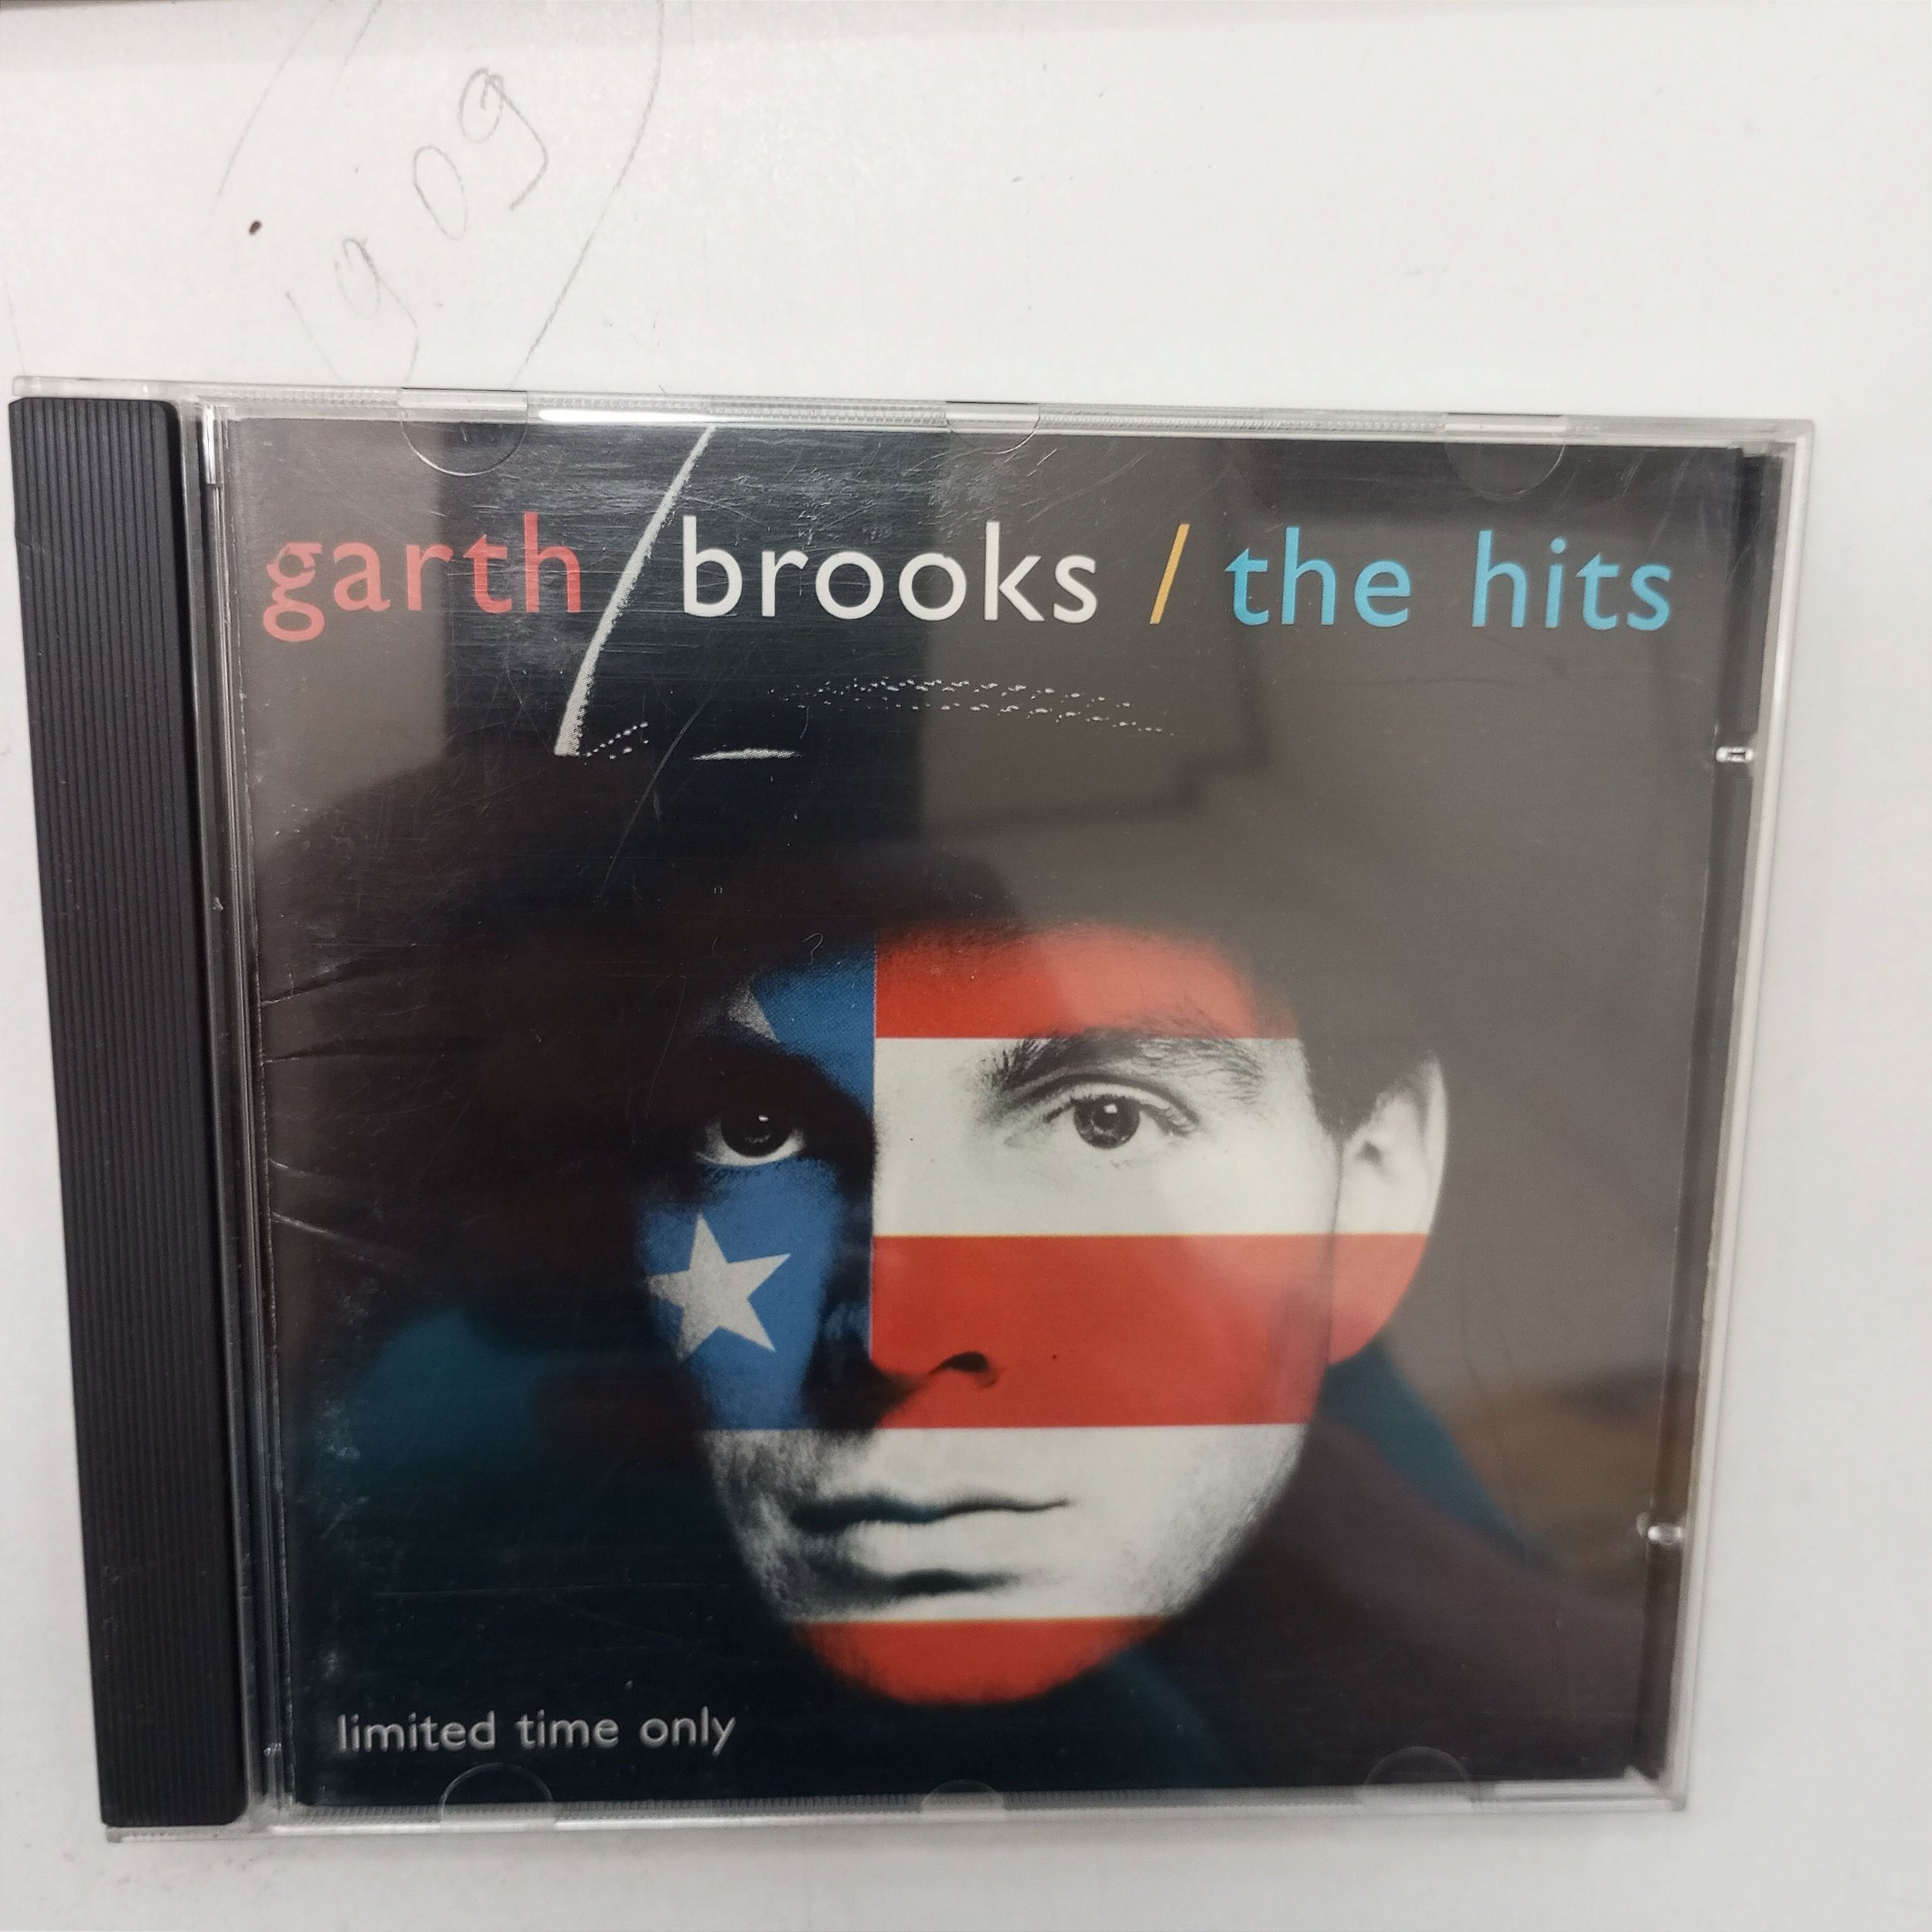 garth / brooks / the hits
limited time only